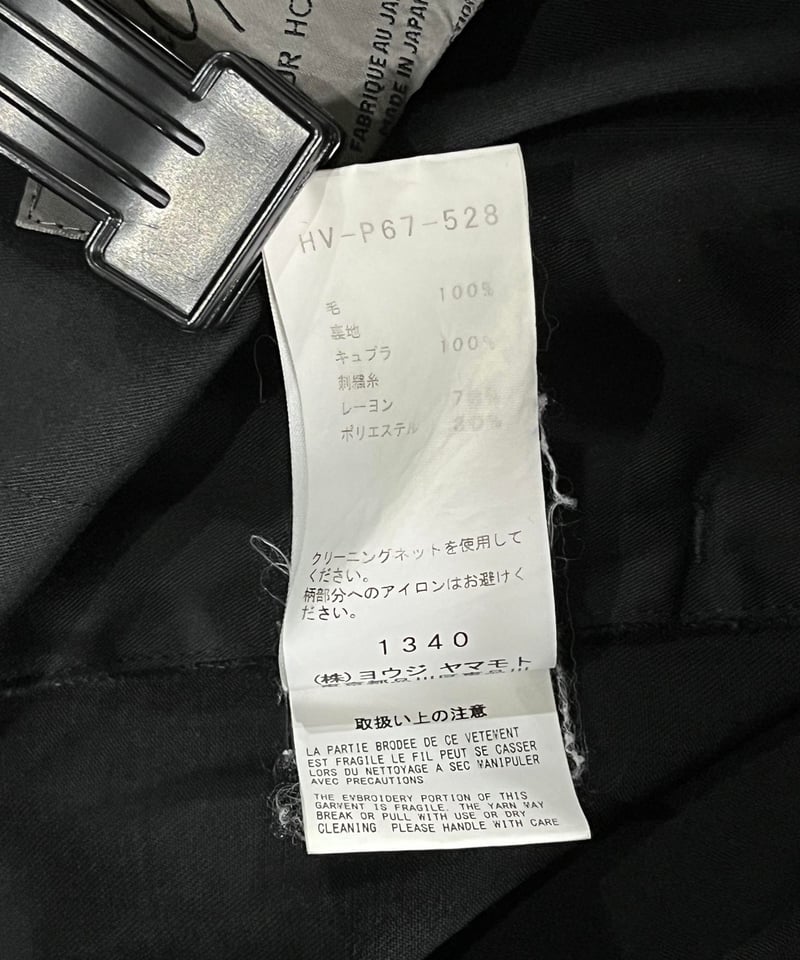 UR HO
FABRIQUE AU JA
MADE IN JAPAN
HV-P67-528
毛 100%
裏地
キュプラ 100%
刺繍糸
レーヨン
ポリエステル
クリーニングネットを使用して
ください。
柄部分へのアイロンはお避けく
ださい。
1340
(株)ヨウジ ヤマモト
取扱い上の注意
LA PARTIE BRODEE DE CE VETEMENT
EST FRAGILE LE FIL PEUT SE CASSER
LORS DU NETTOYAGE A SEC MANIPULER
AVEC PRECAUTIONS
THE EMBROIDERY PORTION OF THIS
GARMENT IS FRAGILE. THE YARN MAY
BREAK OR PULL WITH USE OR DRY
CLEANING PLEASE HANDLE WITH CARE